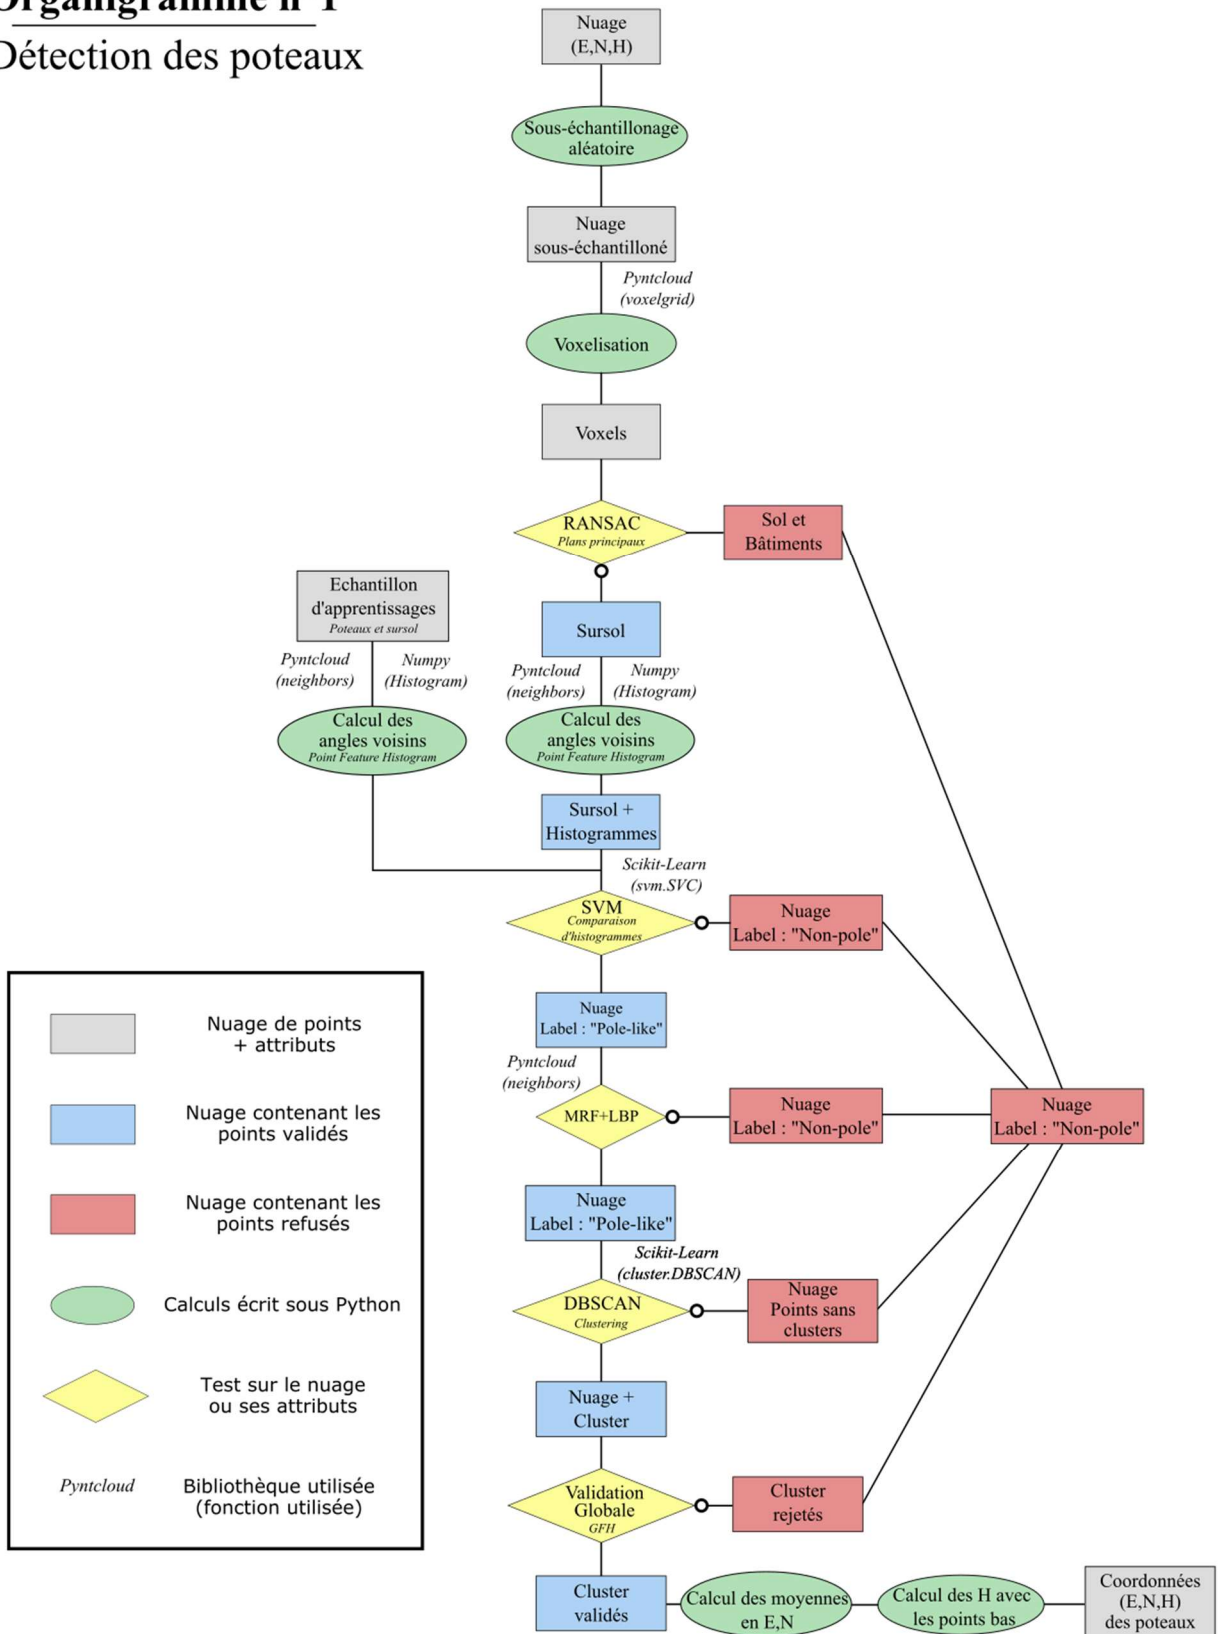 Organigramme n°1
Détection des poteaux
Nuage
(E,N,H)
Sous-échantillonage
aléatoire
Nuage
sous-échantilloné
Pyntcloud
(voxelgrid)
Voxelisation
Voxels
RANSAC
Plans principaux
Sol et
Bâtiments
Echantillon
d'apprentissages
Poteaux et sursol
Sursol
Pyntcloud
(neighbors)
Numpy
(Histogram)
Pyntcloud
(neighbors)
Numpy
(Histogram)
Calcul des
angles voisins
Point Feature Histogram
Calcul des
angles voisins
Point Feature Histogram
Sursol +
Histogrammes
Scikit-Learn
(svm.SVC)
SVM
Comparaison
d'histogrammes
Nuage
Label : "Non-pole"
Nuage
Label : "Pole-like"
Pyntcloud
(neighbors)
MRF+LBP
Nuage
Label : "Non-pole"
Nuage
Label : "Non-pole"
Nuage
Label : "Pole-like"
Scikit-Learn
(cluster.DBSCAN)
DBSCAN
Clustering
Nuage
Points sans
clusters
Nuage +
Cluster
Validation
Globale
GFH
Cluster
rejetés
Cluster
validés
Calcul des moyennes
en E,N
Calcul des H avec
les points bas
Coordonnées
(E,N,H)
des poteaux
Nuage de points
+ attributs
Nuage contenant les
points validés
Nuage contenant les
points refusés
Calculs écrit sous Python
Test sur le nuage
ou ses attributs
Pyntcloud
Bibliothèque utilisée
(fonction utilisée)